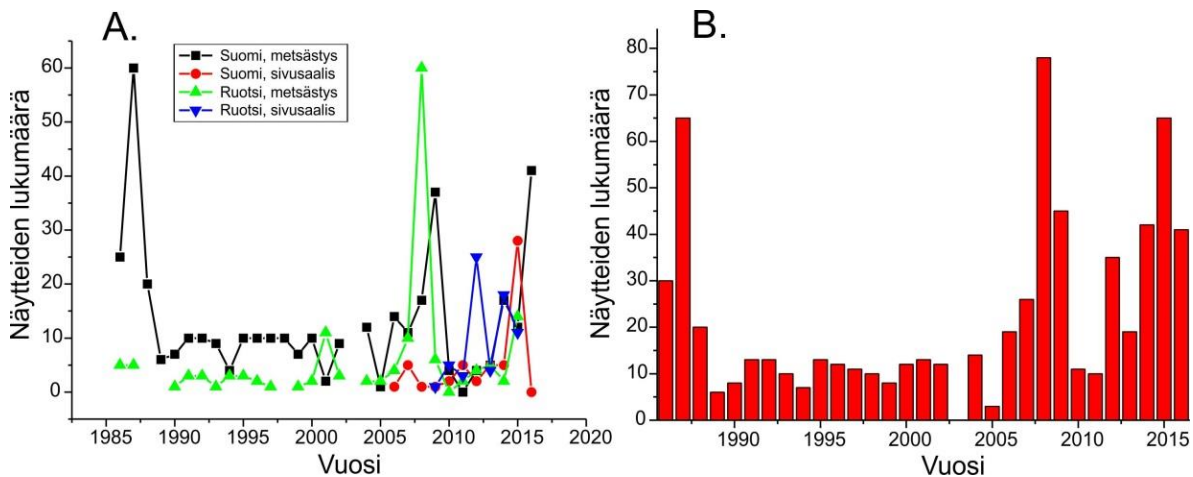 A.
Suomi, metsästys
Suomi, sivusaalis
Ruotsi, metsästys
Ruotsi, sivusaalis
Näytteiden lukumäärä
60
50
40
30
20
10
0
1985 1990 1995 2000 2005 2010 2015 2020
Vuosi
B.
Näytteiden lukumäärä
80
70
60
50
40
30
20
10
0
1990 1995 2000 2005 2010 2015
Vuosi